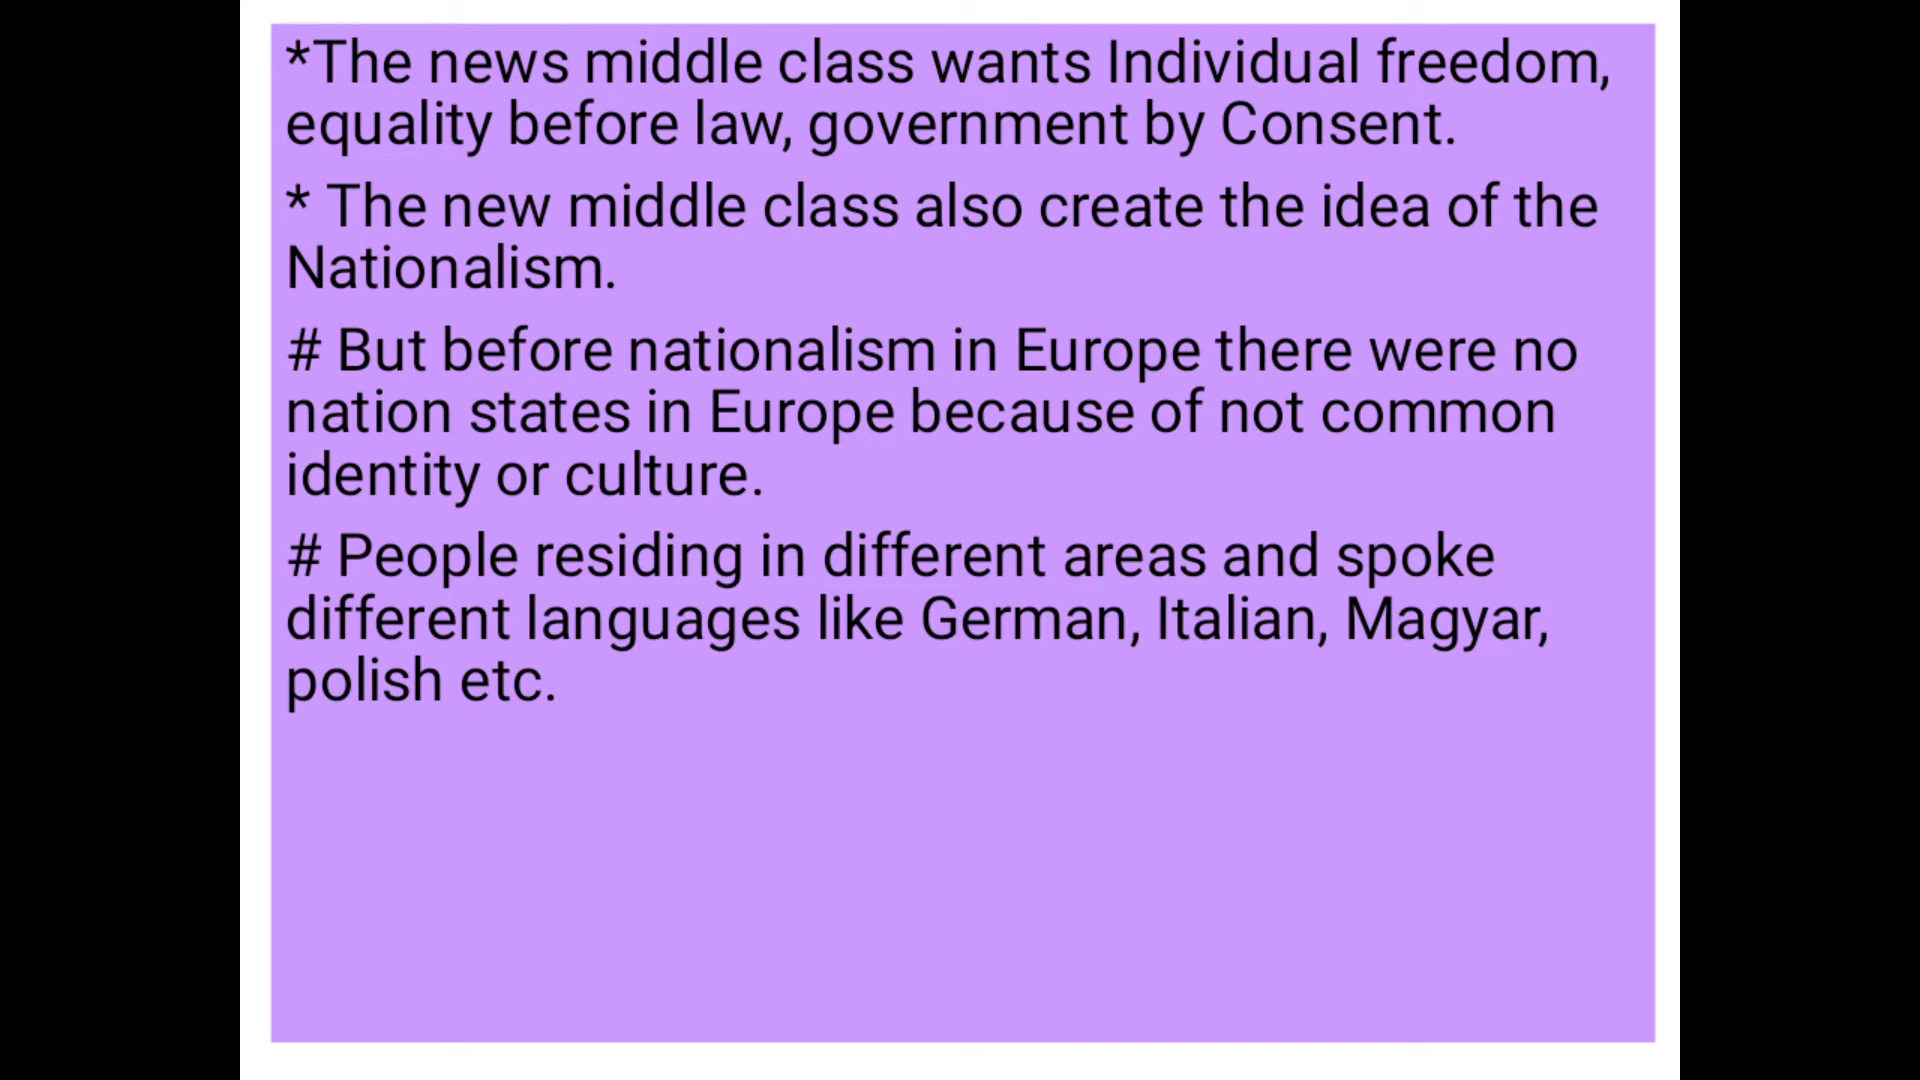 *The news middle class wants Individual freedom,
equality before law, government by Consent.
* The new middle class also create the idea of the
Nationalism.
# But before nationalism in Europe there were no
nation states in Europe because of not common
identity or culture.
# People residing in different areas and spoke
different languages like German, Italian, Magyar,
polish etc.